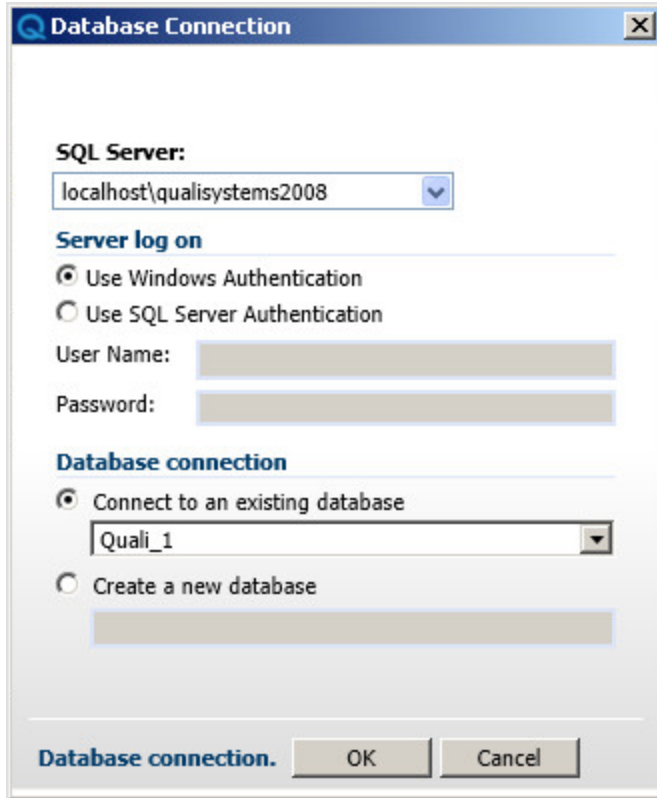 Database Connection
SQL Server:
localhost\qualisystems2008
Server log on
Use Windows Authentication
Use SQL Server Authentication
User Name:
Password:
Database connection
Connect to an existing database
Quali_1
Create a new database
Database connection. OK Cancel